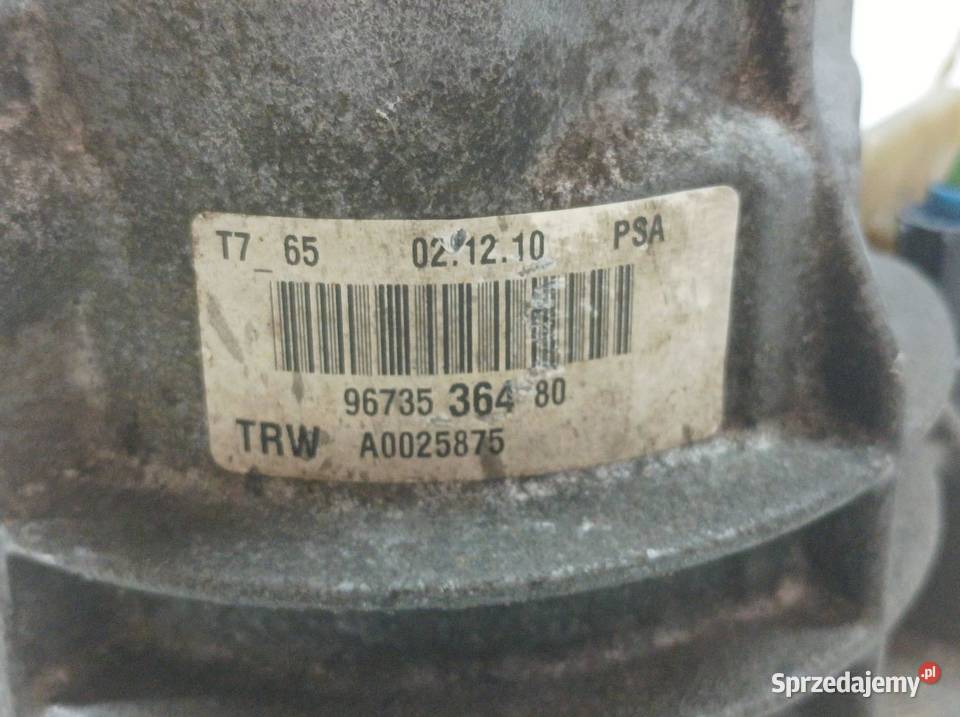 T7_65 02.12.10 PSA
96735 364 80
TRW A0025875
Sprzedajemy.pl